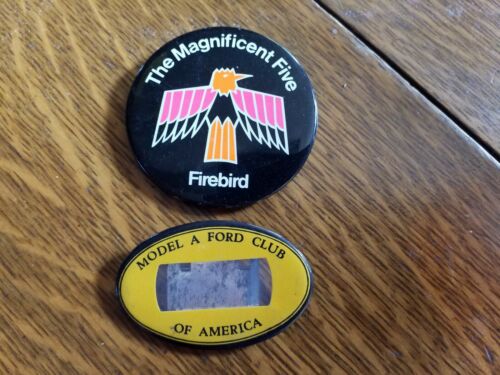 The Magnificent Five
Firebird
MODEL A FORD CLUB
OF AMERICA